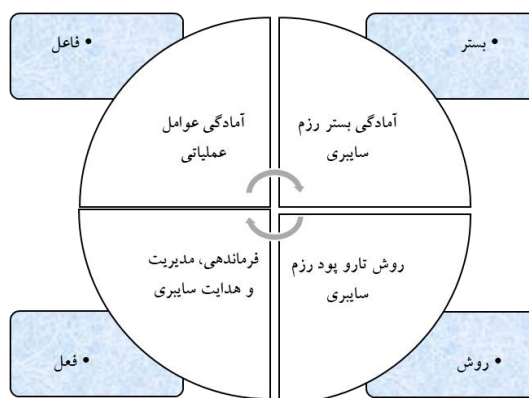 • بستر
• فاعل
آمادگی بستر رزم
سایبری
آمادگی عوامل
عملیاتی
روش تارو پود رزم
سایبری
فرماندهی، مدیریت
و هدایت سایبری
• روش
• فعل